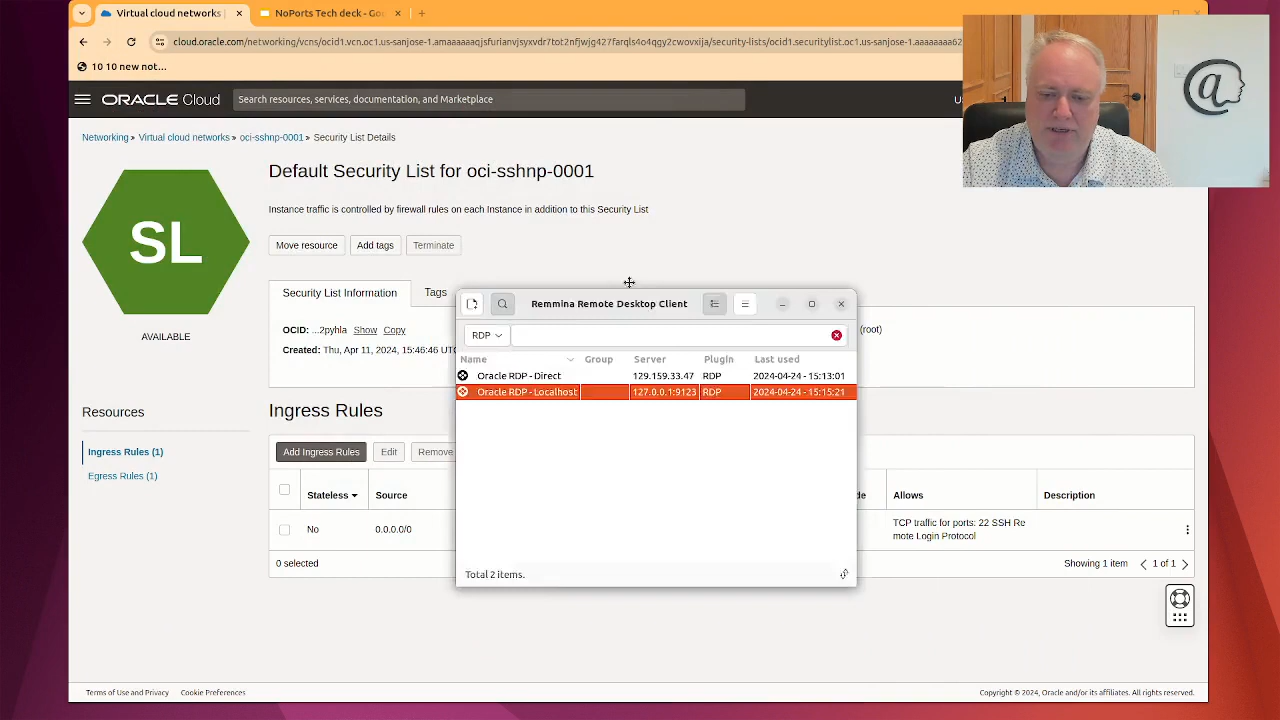 Virtual cloud networks
NoPorts Tech deck - Go
cloud.oracle.com/networking/vcns/ocid1.vcn.oc1.us-sanjose-1.amaaaaaaqjsfurianvjsyxvdr7tot2nfjwjg427farqls4o4qgy2cwovxija/security-lists/ocid1.securitylist.oc1.us-sanjose-1.aaaaaaaa62
10 10 new not...
ORACLE Cloud
Search resources, services, documentation, and Marketplace
US
Networking » Virtual cloud networks » oci-sshnp-0001 » Security List Details
SL
AVAILABLE
Default Security List for oci-sshnp-0001
Instance traffic is controlled by firewall rules on each Instance in addition to this Security List
Move resource Add tags Terminate
Security List Information Tags
OCID: ...2pyhla Show Copy
(root)
Created: Thu, Apr 11, 2024, 15:46:46 UT
Remmina Remote Desktop Client
RDP
Name Group Server Plugin Last used
Oracle RDP - Direct 129.159.33.47 RDP 2024-04-24 - 15:13:01
Oracle RDP - Localhost 127.0.0.1:9123 RDP 2024-04-24 - 15:15:21
Total 2 items.
Resources
Ingress Rules (1)
Egress Rules (1)
Ingress Rules
Add Ingress Rules Edit Remove
Stateless Source de Allows Description
No 0.0.0.0/0 TCP traffic for ports: 22 SSH Re
mote Login Protocol
0 selected Showing 1 item 1 of 1
Terms of Use and Privacy Cookie Preferences
Copyright © 2024, Oracle and/or its affiliates. All rights reserved.